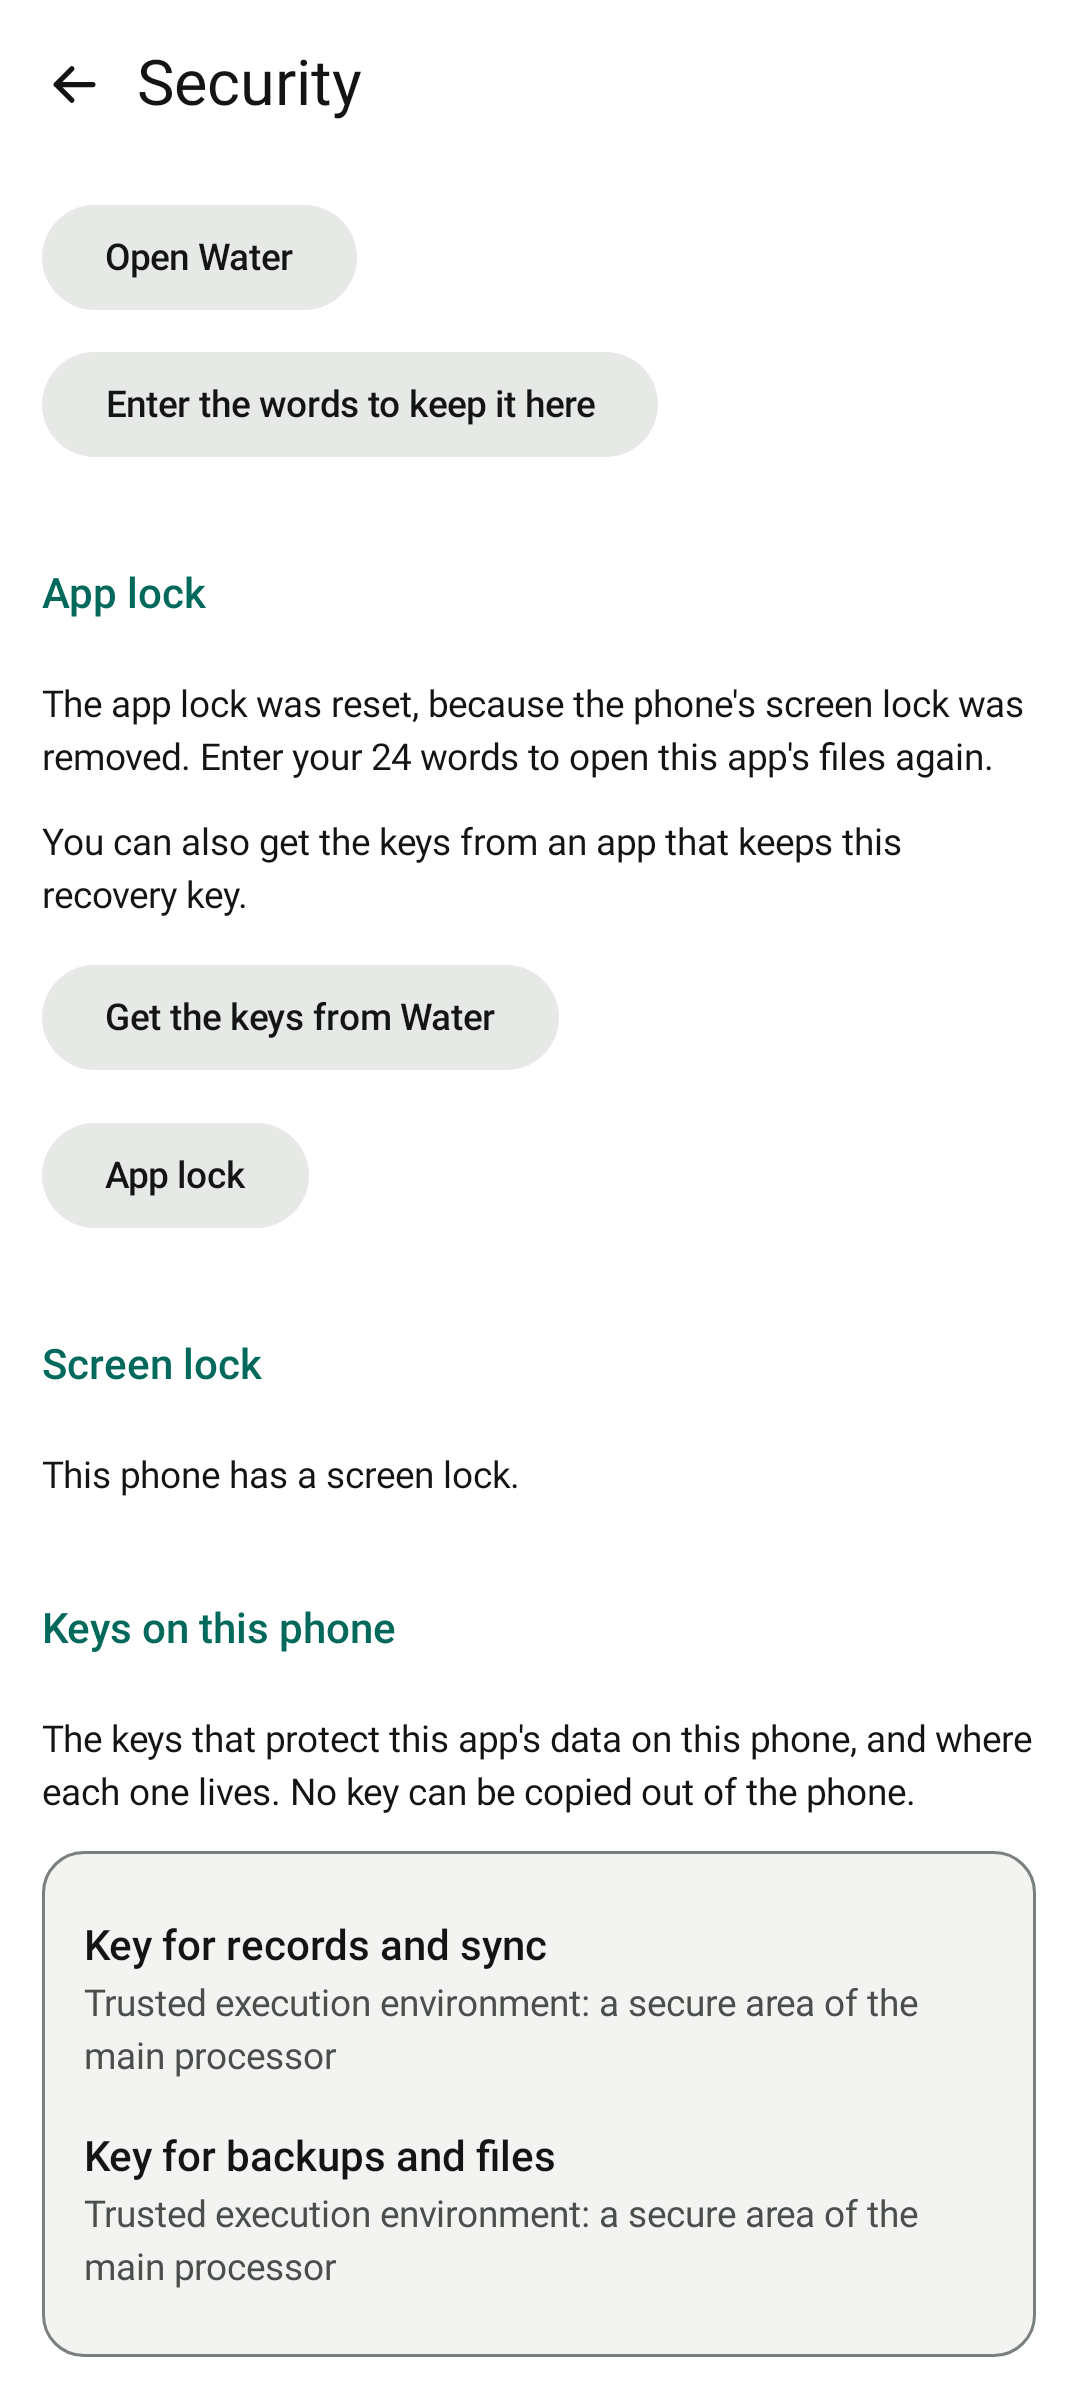 Security
Open Water
Enter the words to keep it here
App lock
The app lock was reset, because the phone's screen lock was
removed. Enter your 24 words to open this app's files again.
You can also get the keys from an app that keeps this
recovery key.
Get the keys from Water
App lock
Screen lock
This phone has a screen lock.
Keys on this phone
The keys that protect this app's data on this phone, and where
each one lives. No key can be copied out of the phone.
Key for records and sync
Trusted execution environment: a secure area of the
main processor
Key for backups and files
Trusted execution environment: a secure area of the
main processor